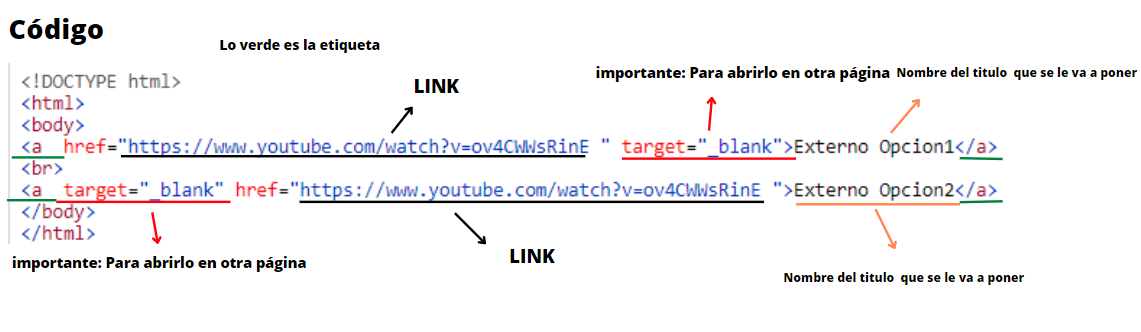 Código
Lo verde es la etiqueta
importante: Para abrirlo en otra página Nombre del titulo que se le va a poner
LINK
<!DOCTYPE html>
<html>
<body>
<a href="https://www.youtube.com/watch?v=ov4CWWsRinE " target="_blank">Externo Opcion1</a>
<br>
<a target="_blank" href="https://www.youtube.com/watch?v=ov4CWWsRinE ">Externo Opcion2</a>
</body>
</html>
importante: Para abrirlo en otra página
LINK
Nombre del titulo que se le va a poner